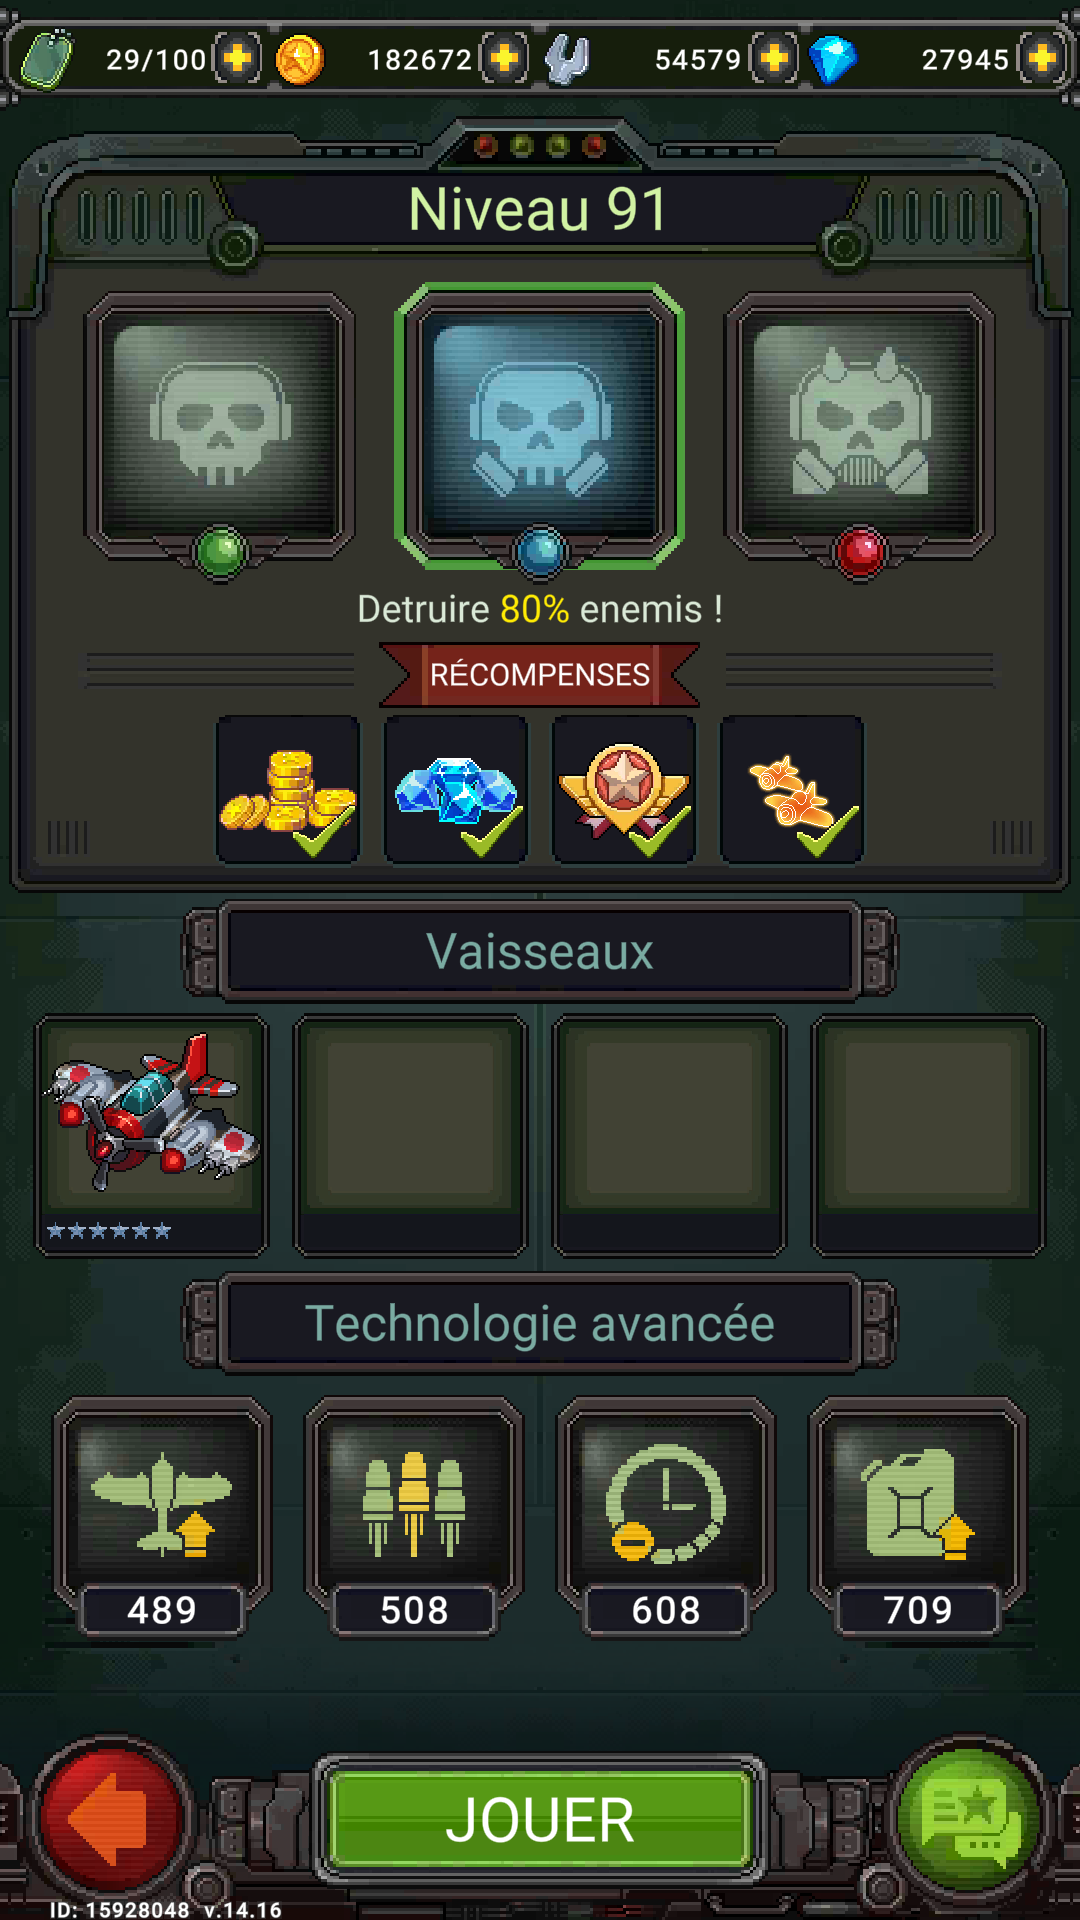 29/100 182672 54579 27945
Niveau 91
Detruire 80% enemis !
RÉCOMPENSES
Vaisseaux
Technologie avancée
489 508 608 709
JOUER
ID: 15928048 v.14.16